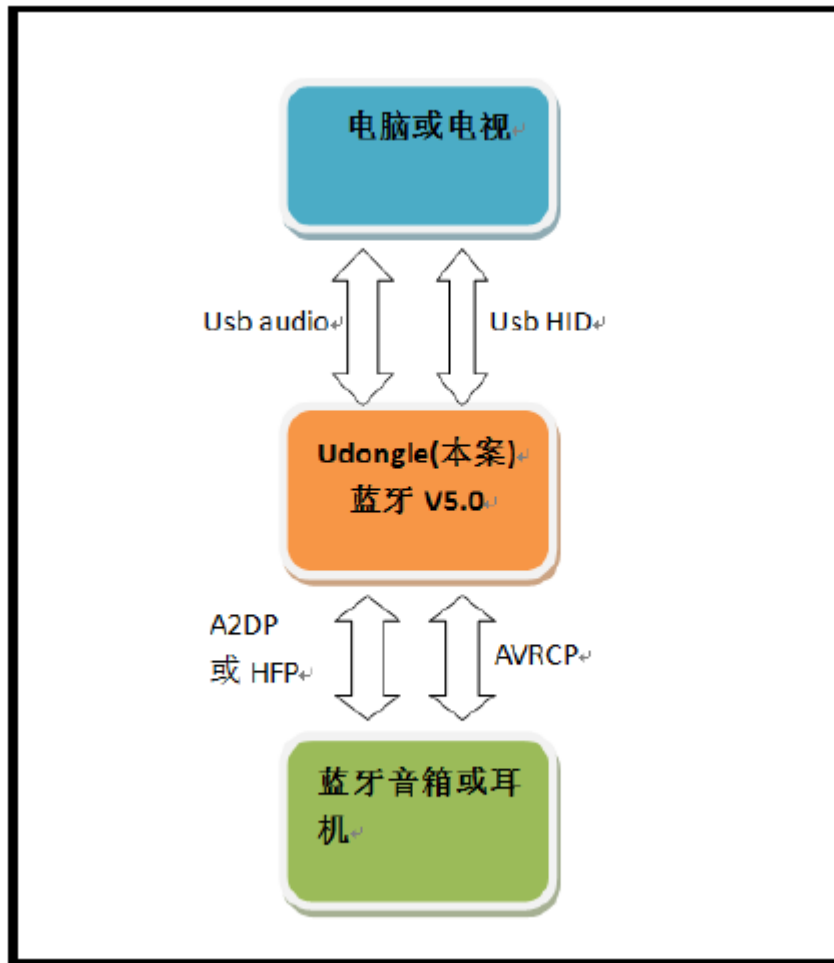 电脑或电视
Usb audio
Usb HID
Udongle(本案)
蓝牙 V5.0
A2DP
或 HFP
AVRCP
蓝牙音箱或耳
机